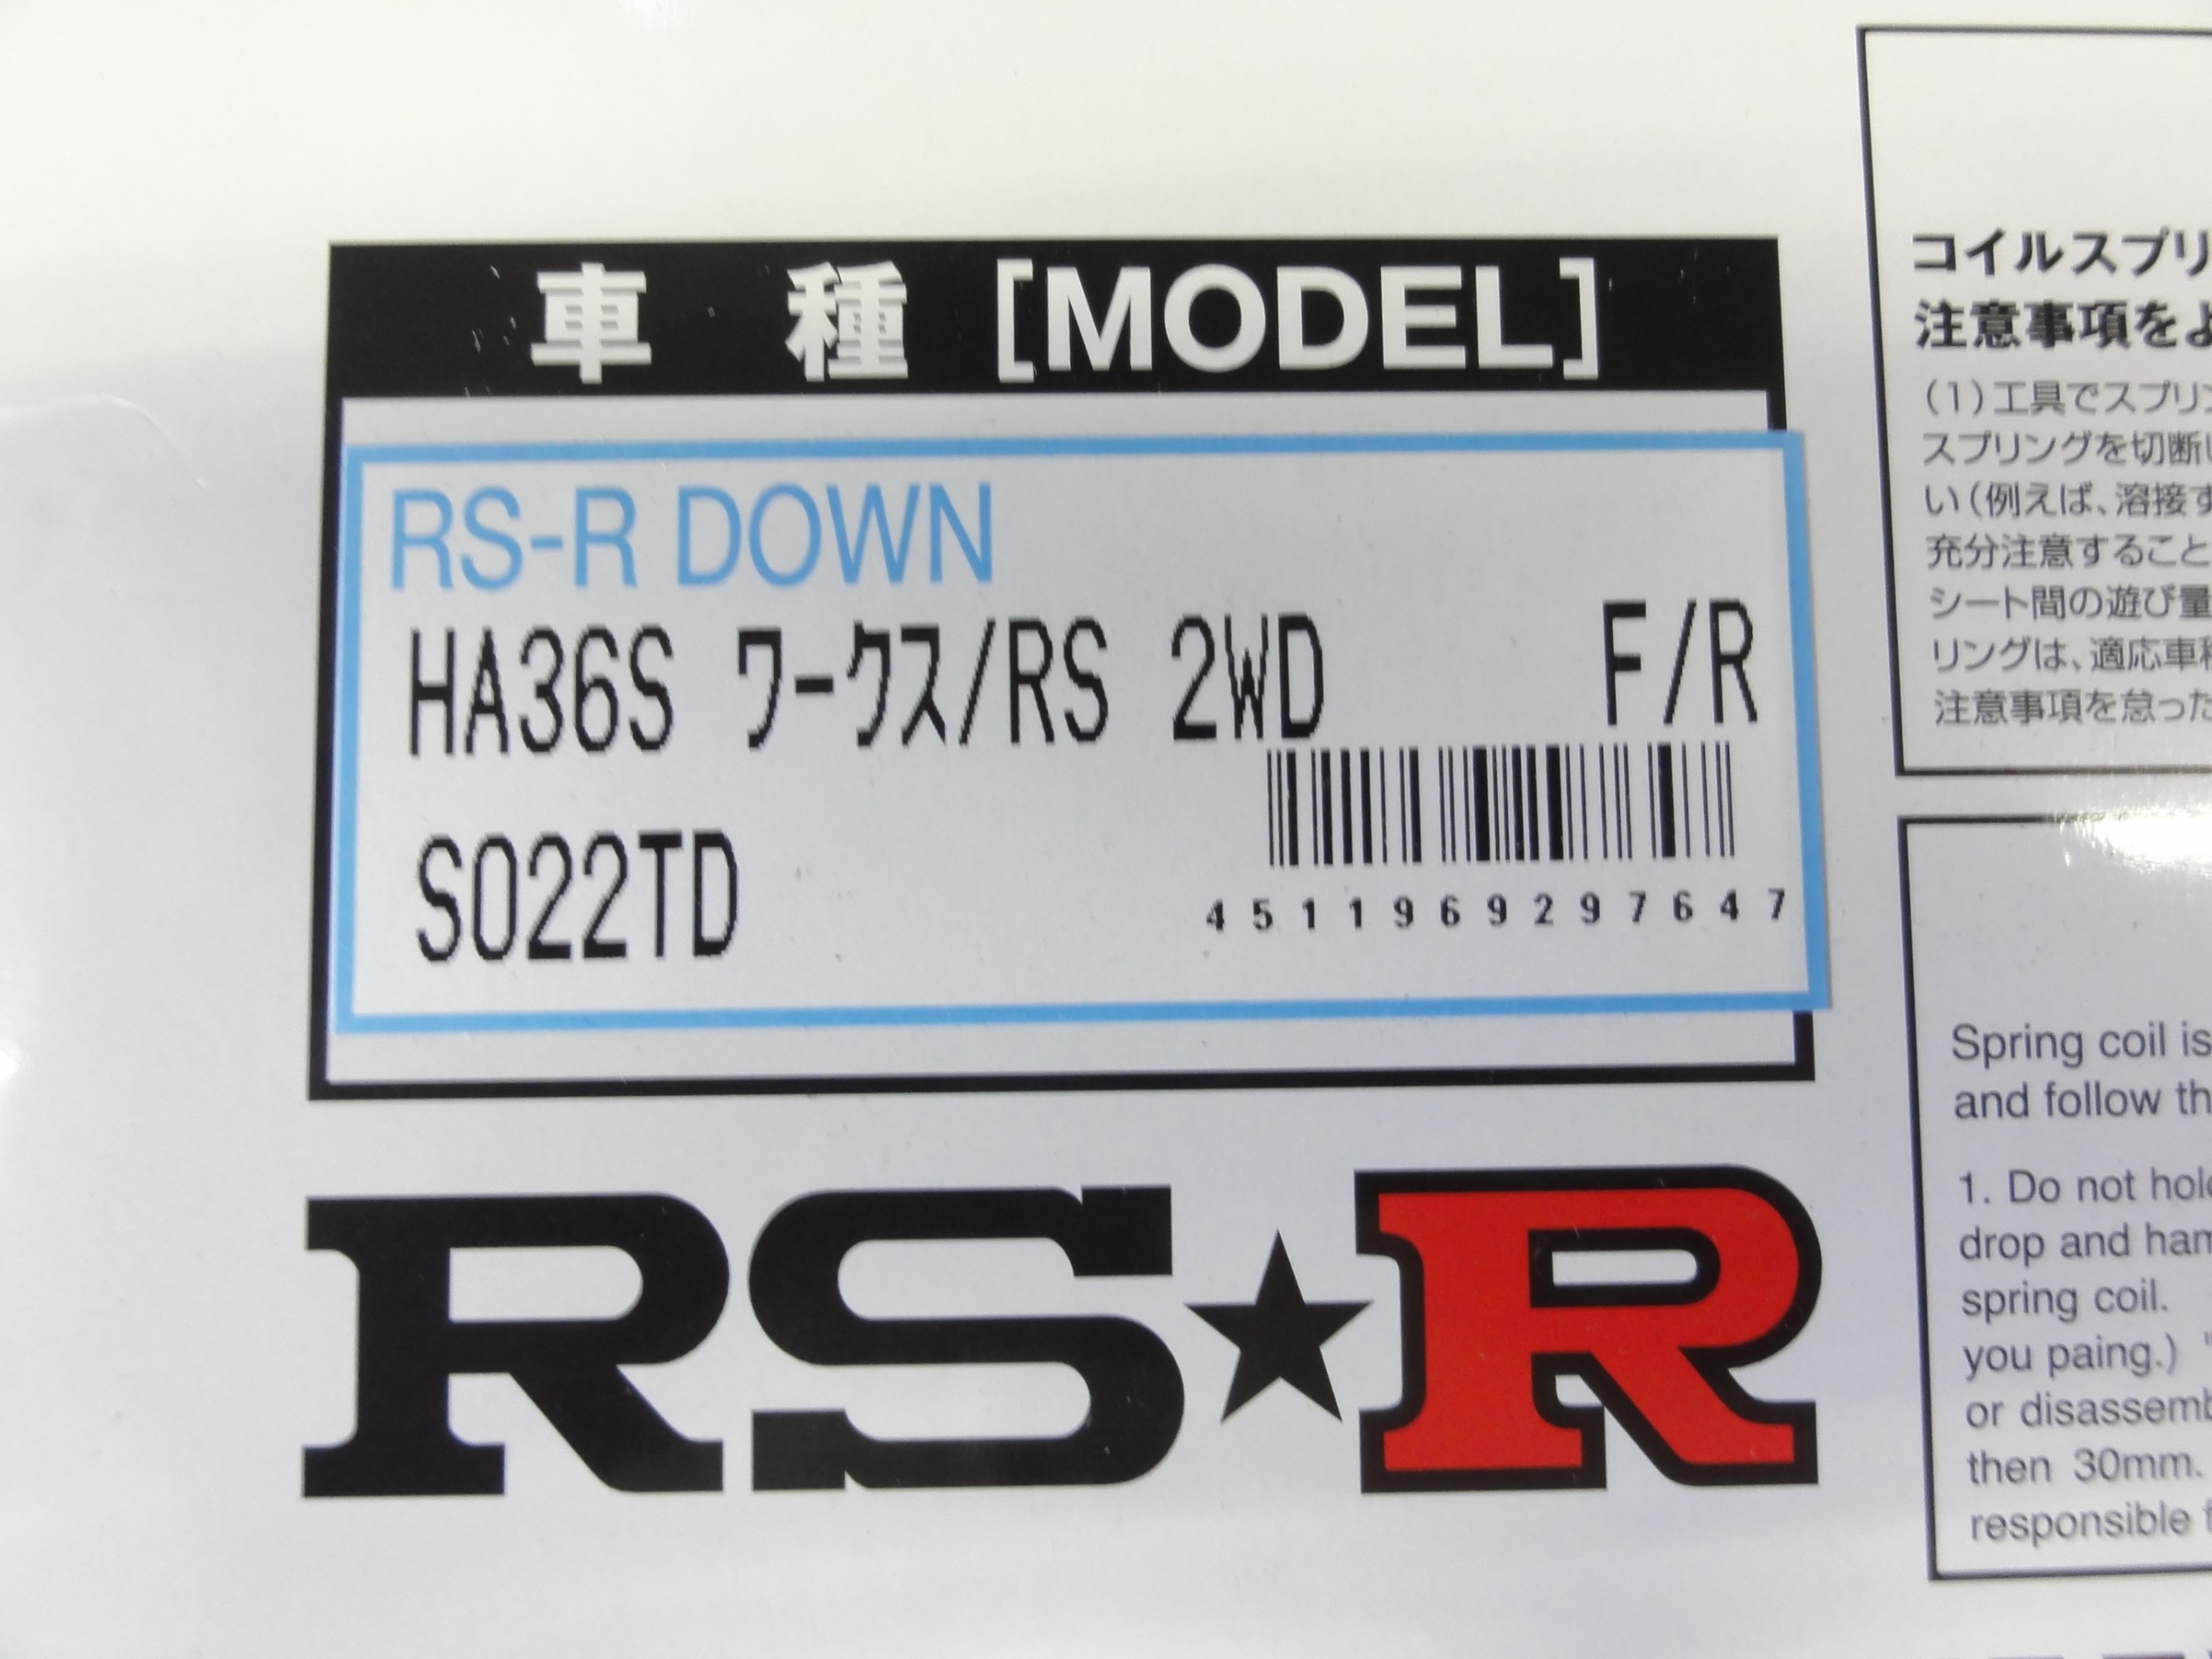 車 種 [MODEL]
RS-R DOWN
HA36S ワークス/RS 2WD F/R
S022TD
4511969297647
RS★R
コイルスプリ
注意事項をよ
(1)工具でスプリン
スプリングを切断し
い(例えば、溶接す
充分注意すること
シート間の遊び量
リングは、適応車種
注意事項を怠った
Spring coil is
and follow th
1. Do not hold
drop and ham
spring coil.
you paing.) "
or disassemb
then 30mm.
responsible f